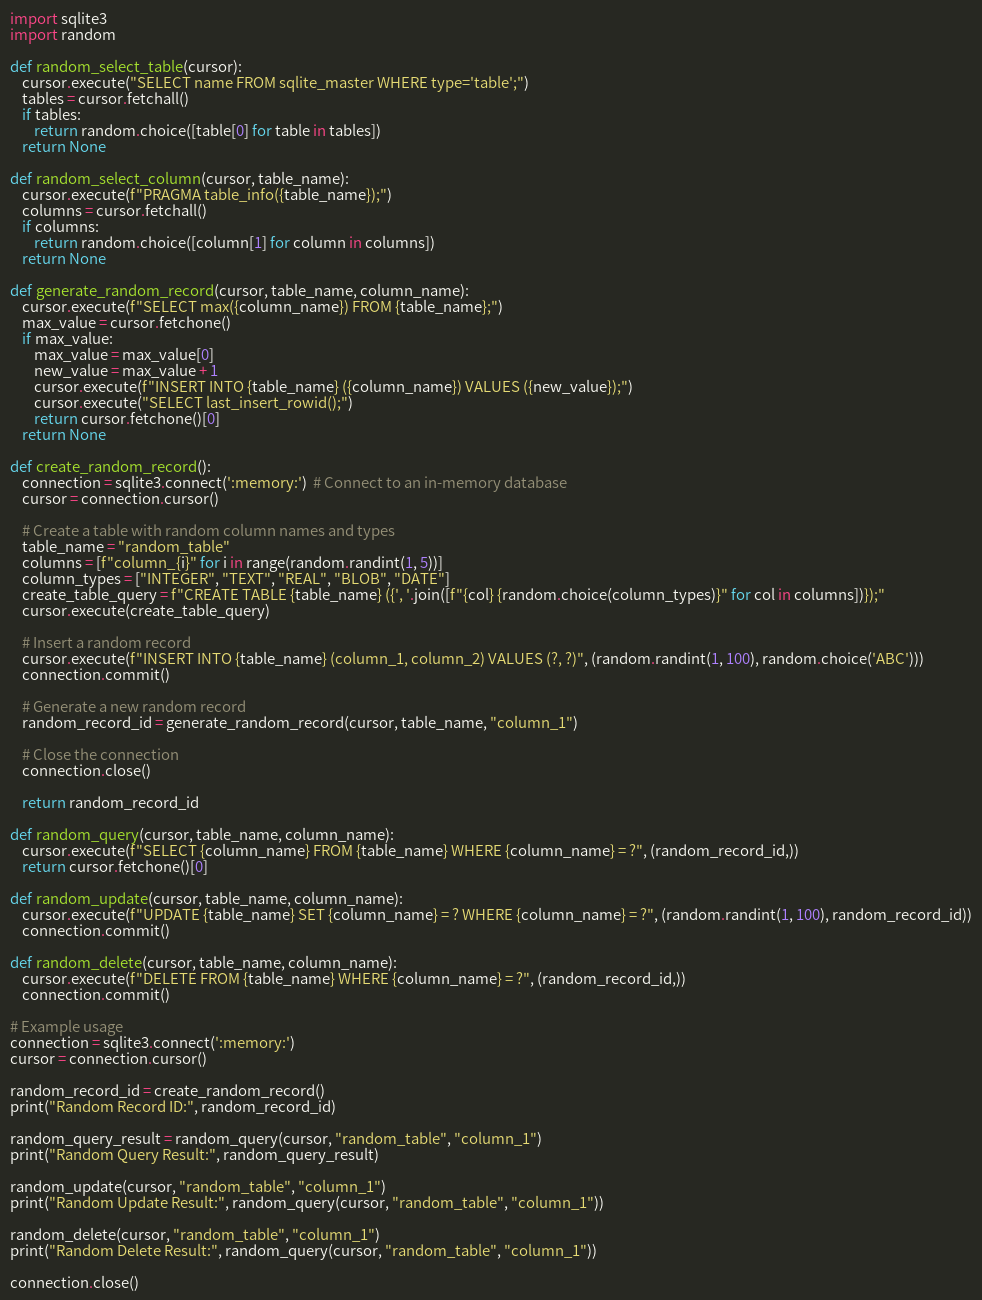 import sqlite3
import random

def random_select_table(cursor):
    cursor.execute("SELECT name FROM sqlite_master WHERE type='table';")
    tables = cursor.fetchall()
    if tables:
        return random.choice([table[0] for table in tables])
    return None

def random_select_column(cursor, table_name):
    cursor.execute(f"PRAGMA table_info({table_name});")
    columns = cursor.fetchall()
    if columns:
        return random.choice([column[1] for column in columns])
    return None

def generate_random_record(cursor, table_name, column_name):
    cursor.execute(f"SELECT max({column_name}) FROM {table_name};")
    max_value = cursor.fetchone()
    if max_value:
        max_value = max_value[0]
        new_value = max_value + 1
        cursor.execute(f"INSERT INTO {table_name} ({column_name}) VALUES ({new_value});")
        cursor.execute("SELECT last_insert_rowid();")
        return cursor.fetchone()[0]
    return None

def create_random_record():
    connection = sqlite3.connect(':memory:')  # Connect to an in-memory database
    cursor = connection.cursor()

    # Create a table with random column names and types
    table_name = "random_table"
    columns = [f"column_{i}" for i in range(random.randint(1, 5))]
    column_types = ["INTEGER", "TEXT", "REAL", "BLOB", "DATE"]
    create_table_query = f"CREATE TABLE {table_name} ({', '.join([f"{col} {random.choice(column_types)}" for col in columns])});"
    cursor.execute(create_table_query)

    # Insert a random record
    cursor.execute(f"INSERT INTO {table_name} (column_1, column_2) VALUES (?, ?)", (random.randint(1, 100), random.choice('ABC')))
    connection.commit()

    # Generate a new random record
    random_record_id = generate_random_record(cursor, table_name, "column_1")

    # Close the connection
    connection.close()

    return random_record_id

def random_query(cursor, table_name, column_name):
    cursor.execute(f"SELECT {column_name} FROM {table_name} WHERE {column_name} = ?", (random_record_id,))
    return cursor.fetchone()[0]

def random_update(cursor, table_name, column_name):
    cursor.execute(f"UPDATE {table_name} SET {column_name} = ? WHERE {column_name} = ?", (random.randint(1, 100), random_record_id))
    connection.commit()

def random_delete(cursor, table_name, column_name):
    cursor.execute(f"DELETE FROM {table_name} WHERE {column_name} = ?", (random_record_id,))
    connection.commit()

# Example usage
connection = sqlite3.connect(':memory:')
cursor = connection.cursor()

random_record_id = create_random_record()
print("Random Record ID:", random_record_id)

random_query_result = random_query(cursor, "random_table", "column_1")
print("Random Query Result:", random_query_result)

random_update(cursor, "random_table", "column_1")
print("Random Update Result:", random_query(cursor, "random_table", "column_1"))

random_delete(cursor, "random_table", "column_1")
print("Random Delete Result:", random_query(cursor, "random_table", "column_1"))

connection.close()